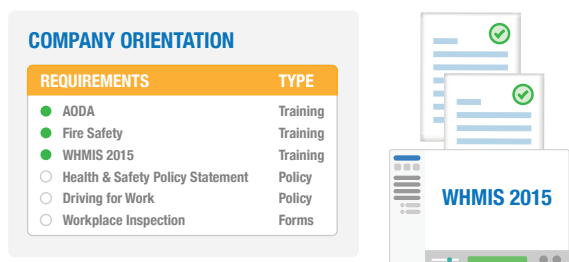 COMPANY ORIENTATION
REQUIREMENTS TYPE
AODA Training
Fire Safety Training
WHMIS 2015 Training
Health & Safety Policy Statement Policy
Driving for Work Policy
Workplace Inspection Forms
WHMIS 2015